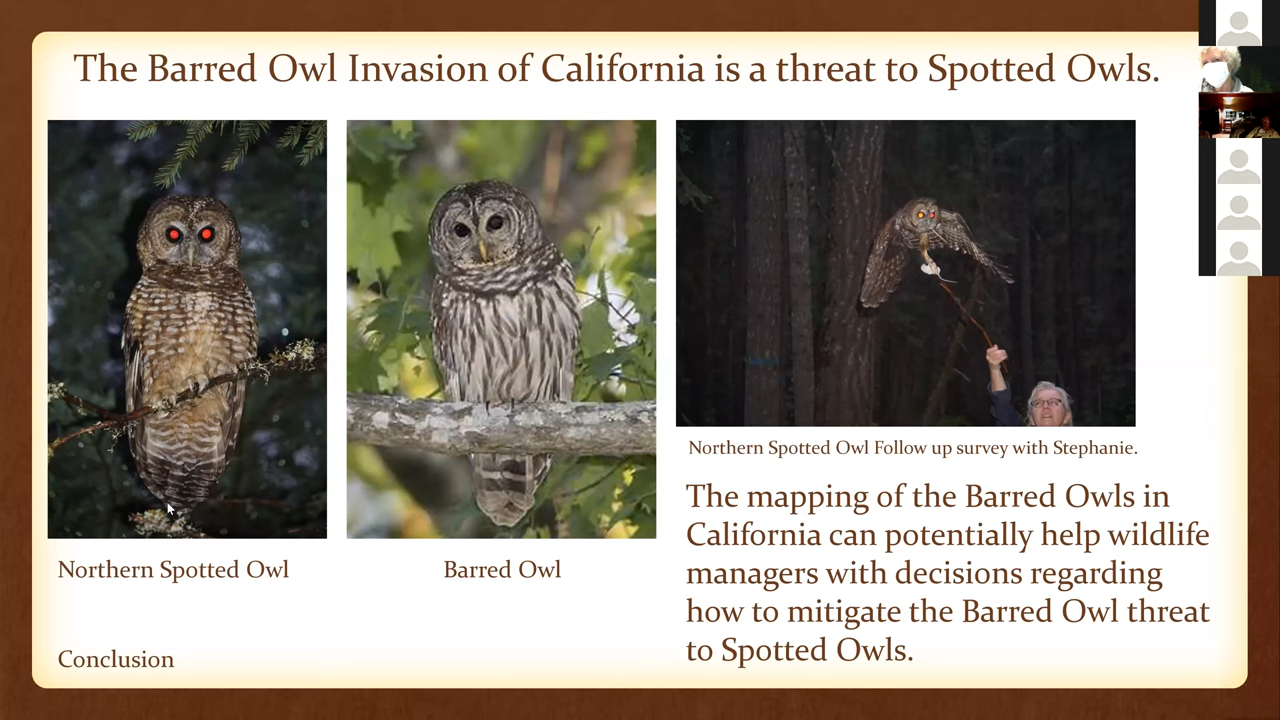 The Barred Owl Invasion of California is a threat to Spotted Owls.
Northern Spotted Owl
Barred Owl
Northern Spotted Owl Follow up survey with Stephanie.
The mapping of the Barred Owls in
California can potentially help wildlife
managers with decisions regarding
how to mitigate the Barred Owl threat
to Spotted Owls.
Conclusion